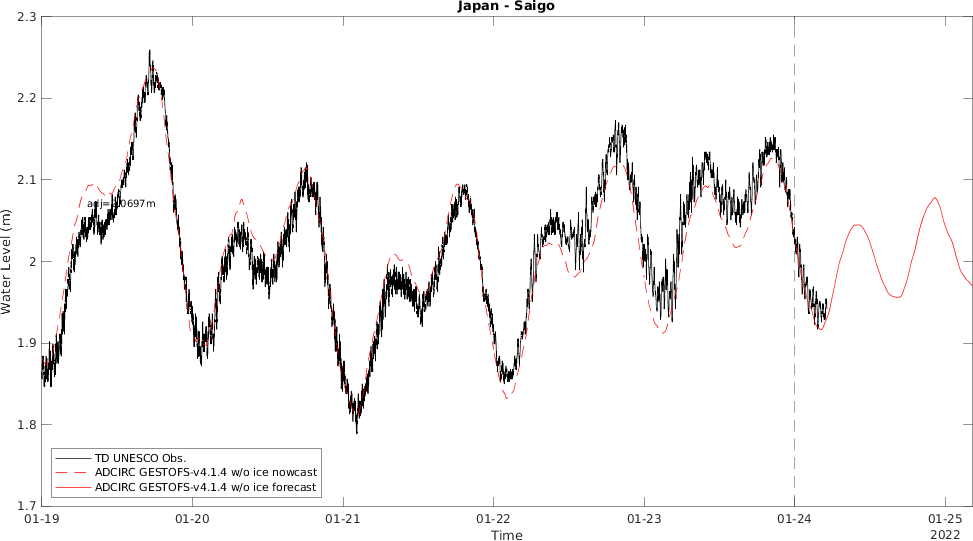 Japan - Saigo
2.3
2.2
2.1
2
1.9
1.8
1.7
Water Level (m)
TD UNESCO Obs.
ADCIRC GESTOFS-v4.1.4 w/o ice nowcast
ADCIRC GESTOFS-v4.1.4 w/o ice forecast
01-19
01-20
01-21
01-22
01-23
01-24
01-25
Time
2022